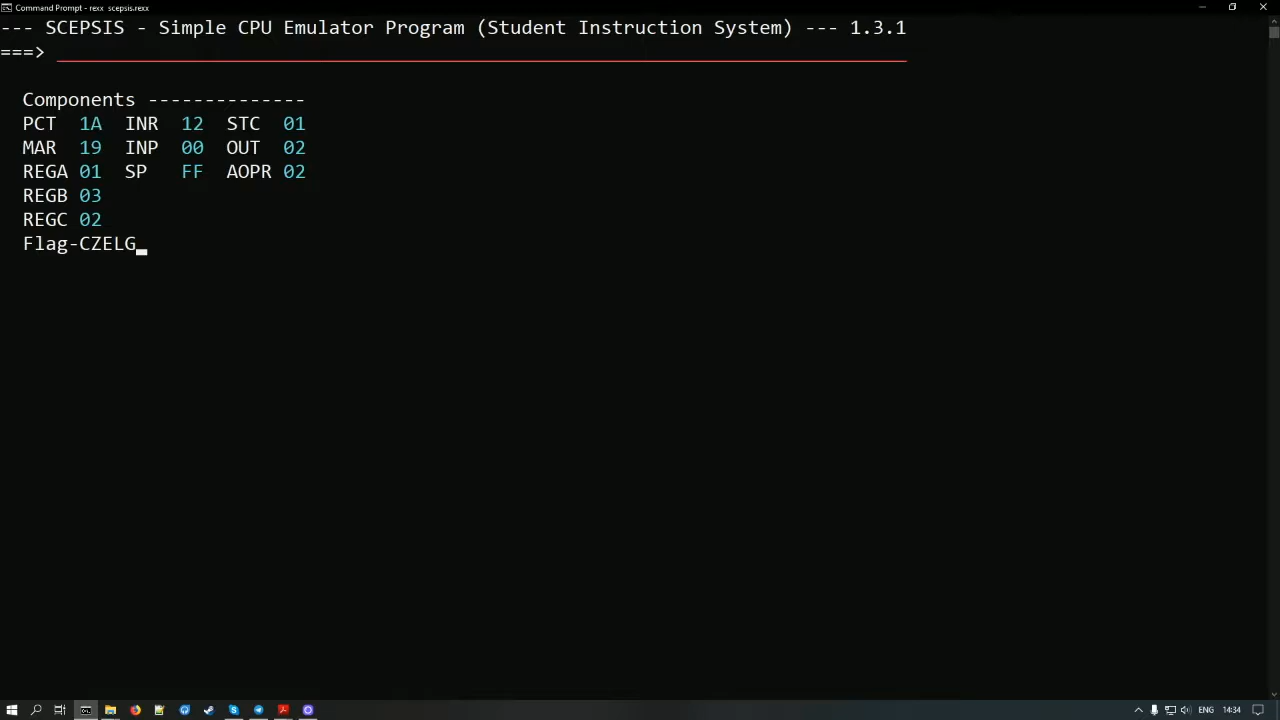 Command Prompt - rexx scepsis.rexx
--- SCEPSIS - Simple CPU Emulator Program (Student Instruction System) --- 1.3.1
===>
Components --------------
PCT 1A INR 12 STC 01
MAR 19 INP 00 OUT 02
REGA 01 SP FF AOPR 02
REGB 03
REGC 02
Flag-CZELG_
ENG 14:34